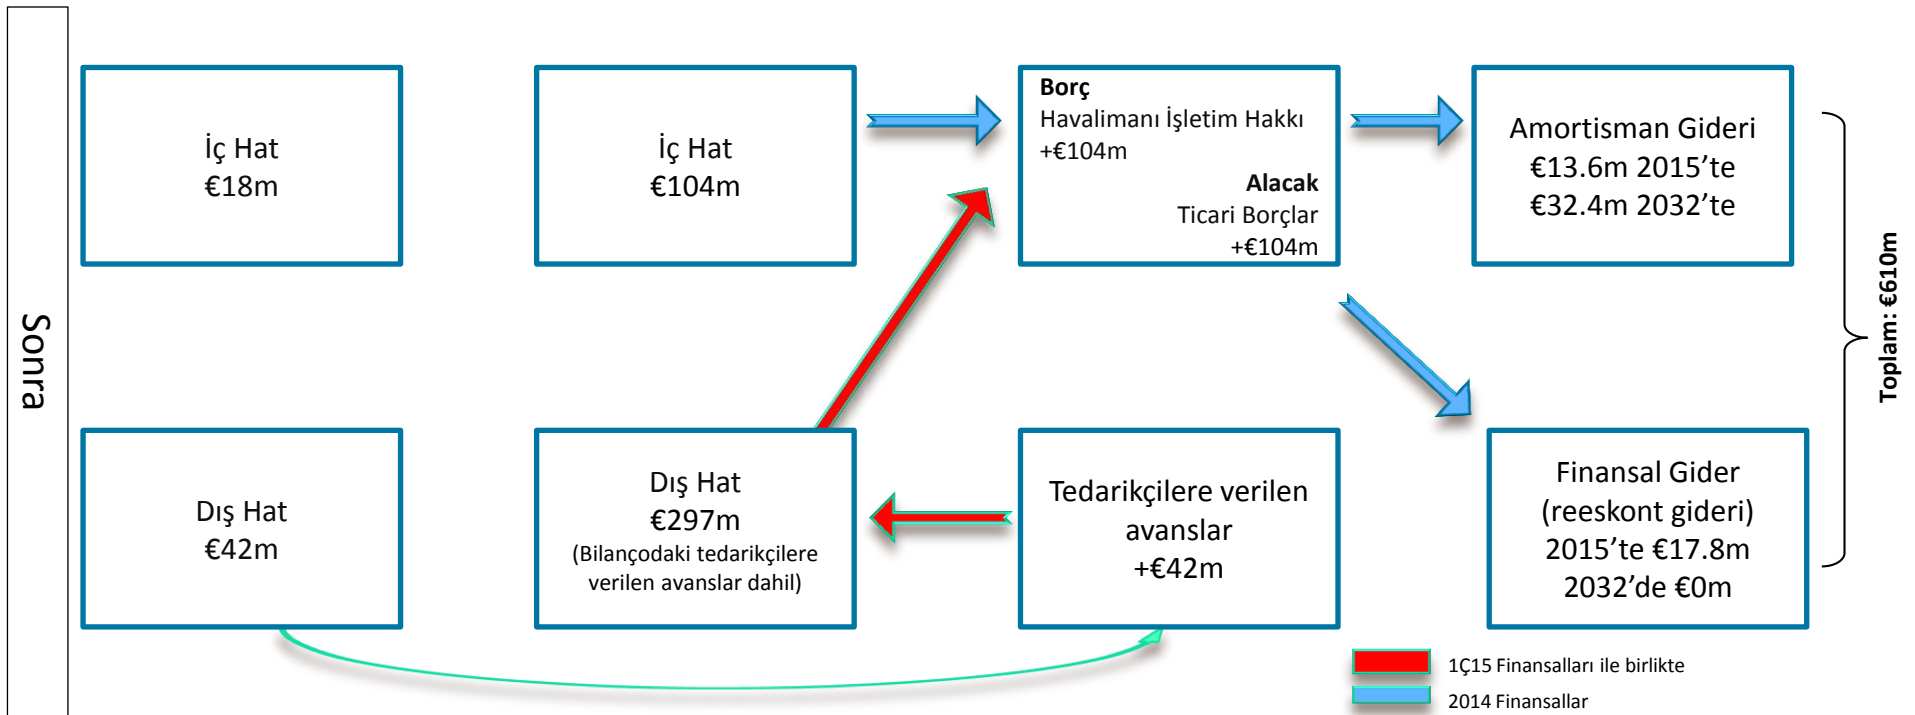 Sonra
İç Hat
€18m
İç Hat
€104m
Borç
Havalimanı İşletim Hakkı
+€104m
Alacak
Ticari Borçlar
+€104m
Amortisman Gideri
€13.6m 2015’te
€32.4m 2032’te
Toplam: €610m
Dış Hat
€42m
Dış Hat
€297m
(Bilançodaki tedarikçilere
verilen avanslar dahil)
Tedarikçilere verilen
avanslar
+€42m
Finansal Gider
(reeskont gideri)
2015’te €17.8m
2032’de €0m
1Ç15 Finansalları ile birlikte
2014 Finansallar